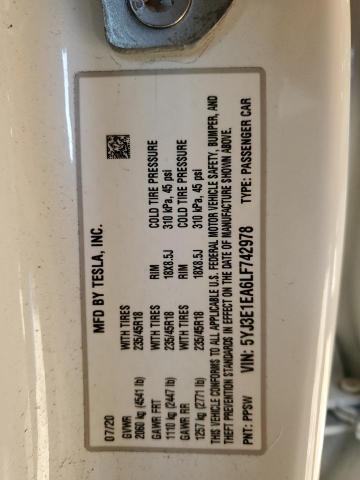 MFD BY TESLA, INC.
07/20
GVWR WITH TIRES RIM COLD TIRE PRESSURE
2060 kg (4541 lb) 235/45R18 18X8.5J 310 kPa, 45 psi
GAWR FRT WITH TIRES RIM COLD TIRE PRESSURE
1110 kg (2447 lb) 235/45R18 18X8.5J 310 kPa, 45 psi
GAWR RR
1257 kg (2771 lb) 235/45R18
THIS VEHICLE CONFORMS TO ALL APPLICABLE U.S. FEDERAL MOTOR VEHICLE SAFETY, BUMPER, AND
THEFT PREVENTION STANDARDS IN EFFECT ON THE DATE OF MANUFACTURE SHOWN ABOVE.
VIN: 5YJ3E1EA6LF742978 TYPE: PASSENGER CAR
PNT: PPSW